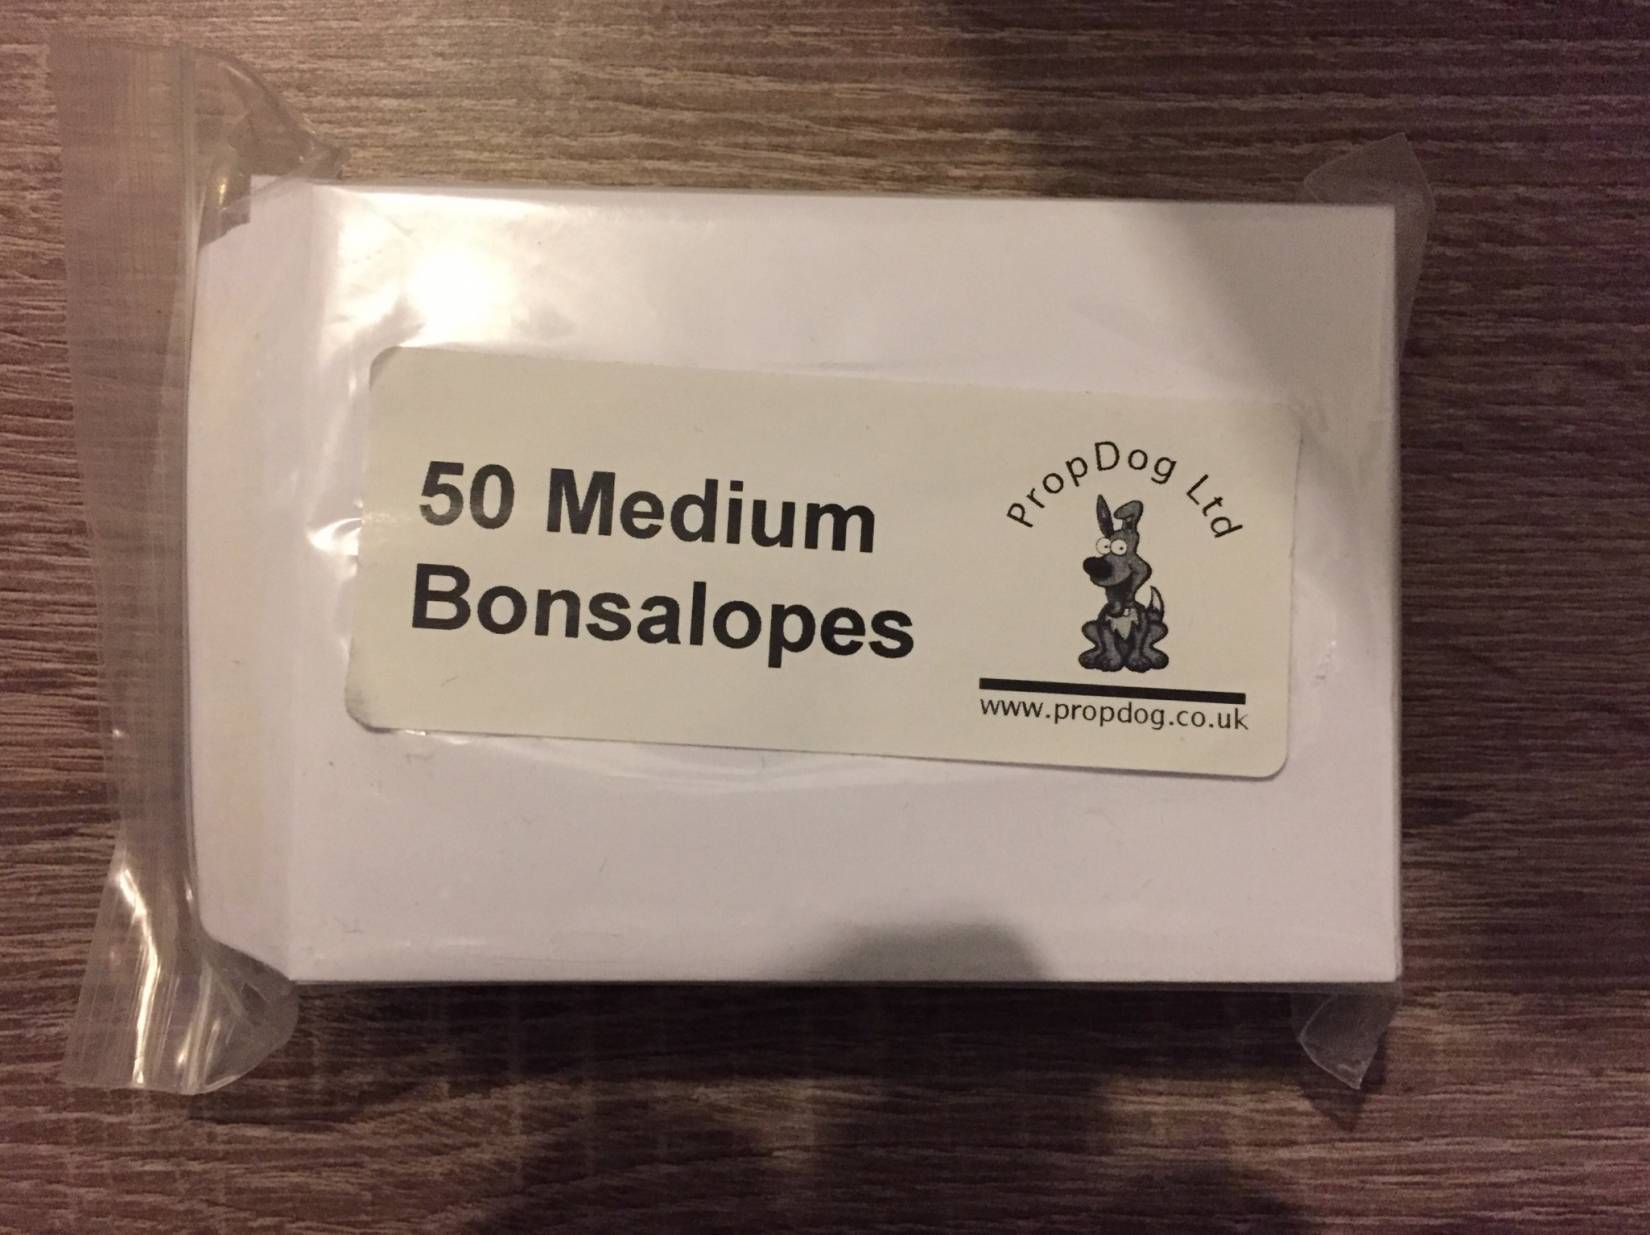 50 Medium
Bonsalopes
PropDog Ltd
www.propdog.co.uk